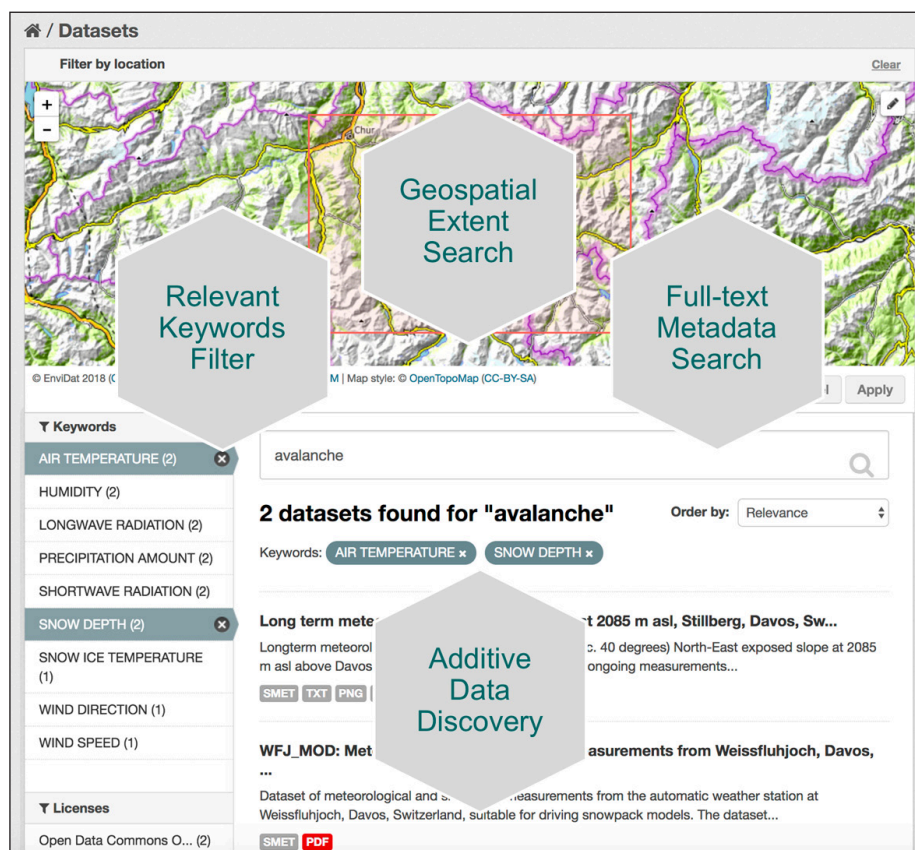 / Datasets
Filter by location
Clear
+
-
Chur
Geospatial
Extent
Search
Relevant
Keywords
Filter
Full-text
Metadata
Search
© EnviDat 2018 (
M | Map style: © OpenTopoMap (CC-BY-SA)
Apply
Keywords
AIR TEMPERATURE (2)
HUMIDITY (2)
LONGWAVE RADIATION (2)
PRECIPITATION AMOUNT (2)
SHORTWAVE RADIATION (2)
SNOW DEPTH (2)
SNOW ICE TEMPERATURE
(1)
WIND DIRECTION (1)
WIND SPEED (1)
Licenses
Open Data Commons O... (2)
avalanche
2 datasets found for "avalanche"
Order by: Relevance
Keywords: AIR TEMPERATURE × SNOW DEPTH ×
Long term mete t 2085 m asl, Stillberg, Davos, Sw...
Longterm meteorol c. 40 degrees) North-East exposed slope at 2085
m asl above Davos ongoing measurements...
SMET TXT PNG
Additive
Data
Discovery
WFJ_MOD: Met asurements from Weissfluhjoch, Davos,
...
Dataset of meteorological and s measurements from the automatic weather station at
Weissfluhjoch, Davos, Switzerland, suitable for driving snowpack models. The dataset...
SMET PDF